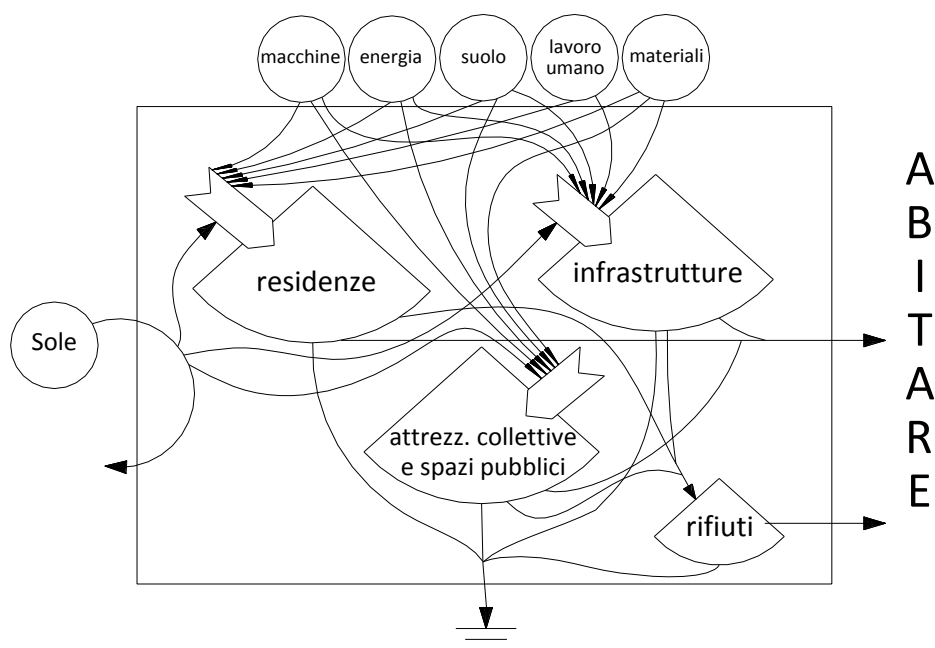 macchine
energia
suolo
lavoro
umano
materiali
residenze
infrastrutture
Sole
attrezz. collettive
e spazi pubblici
rifiuti
A
B
I
T
A
R
E